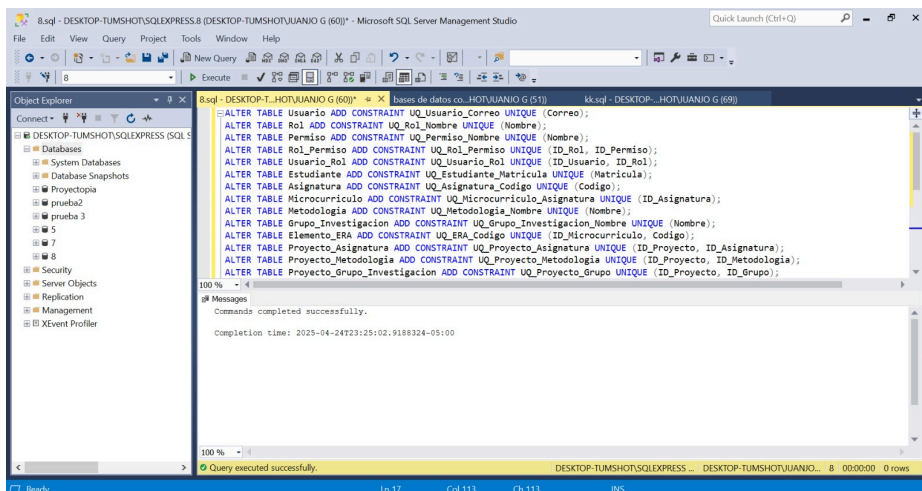 8.sql - DESKTOP-TUMSHOT\SQLEXPRESS.8 (DESKTOP-TUMSHOT\JUANJO G (60))* - Microsoft SQL Server Management Studio
Quick Launch (Ctrl+Q)
File Edit View Query Project Tools Window Help
New Query
8
Execute
Object Explorer
8.sql - DESKTOP-T...HOT\JUANJO G (60))*
bases de datos co...HOT\JUANJO G (51))
kk.sql - DESKTOP-...HOT\JUANJO G (69))
Connect
DESKTOP-TUMSHOT\SQLEXPRESS (SQL S
Databases
System Databases
Database Snapshots
Proyectopia
prueba2
prueba 3
5
7
8
Security
Server Objects
Replication
Management
XEvent Profiler
ALTER TABLE Usuario ADD CONSTRAINT UQ_Usuario_Correo UNIQUE (Correo);
ALTER TABLE Rol ADD CONSTRAINT UQ_Rol_Nombre UNIQUE (Nombre);
ALTER TABLE Permiso ADD CONSTRAINT UQ_Permiso_Nombre UNIQUE (Nombre);
ALTER TABLE Rol_Permiso ADD CONSTRAINT UQ_Rol_Permiso UNIQUE (ID_Rol, ID_Permiso);
ALTER TABLE Usuario_Rol ADD CONSTRAINT UQ_Usuario_Rol UNIQUE (ID_Usuario, ID_Rol);
ALTER TABLE Estudiante ADD CONSTRAINT UQ_Estudiante_Matricula UNIQUE (Matricula);
ALTER TABLE Asignatura ADD CONSTRAINT UQ_Asignatura_Codigo UNIQUE (Codigo);
ALTER TABLE Microcurriculo ADD CONSTRAINT UQ_Microcurriculo_Asignatura UNIQUE (ID_Asignatura);
ALTER TABLE Metodologia ADD CONSTRAINT UQ_Metodologia_Nombre UNIQUE (Nombre);
ALTER TABLE Grupo_Investigacion ADD CONSTRAINT UQ_Grupo_Investigacion_Nombre UNIQUE (Nombre);
ALTER TABLE Elemento_ERA ADD CONSTRAINT UQ_ERA_Codigo UNIQUE (ID_Microcurriculo, Codigo);
ALTER TABLE Proyecto_Asignatura ADD CONSTRAINT UQ_Proyecto_Asignatura UNIQUE (ID_Proyecto, ID_Asignatura);
ALTER TABLE Proyecto_Metodologia ADD CONSTRAINT UQ_Proyecto_Metodologia UNIQUE (ID_Proyecto, ID_Metodologia);
ALTER TABLE Proyecto_Grupo_Investigacion ADD CONSTRAINT UQ_Proyecto_Grupo UNIQUE (ID_Proyecto, ID_Grupo);
100 %
Messages
Commands completed successfully.
Completion time: 2025-04-24T23:25:02.9188324-05:00
100 %
Query executed successfully.
DESKTOP-TUMSHOT\SQLEXPRESS ... DESKTOP-TUMSHOT\JUANJO... 8 00:00:00 0 rows
Ready Ln 17 Col 113 Ch 113 INS